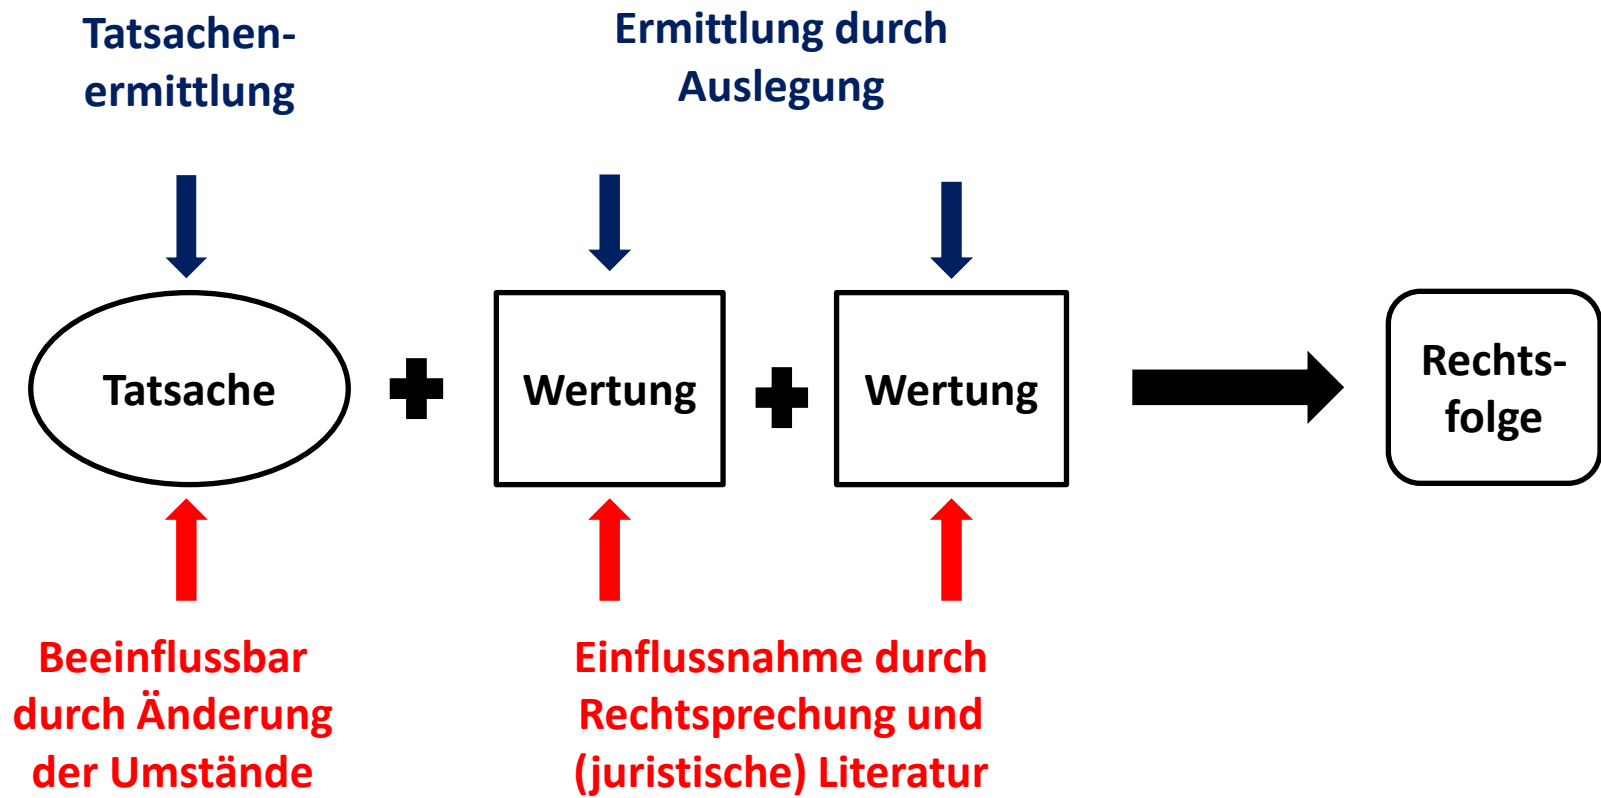 Tatsachen-
ermittlung
Ermittlung durch
Auslegung
Tatsache
Wertung
Wertung
Rechts-
folge
Beeinflussbar
durch Änderung
der Umstände
Einflussnahme durch
Rechtsprechung und
(juristische) Literatur